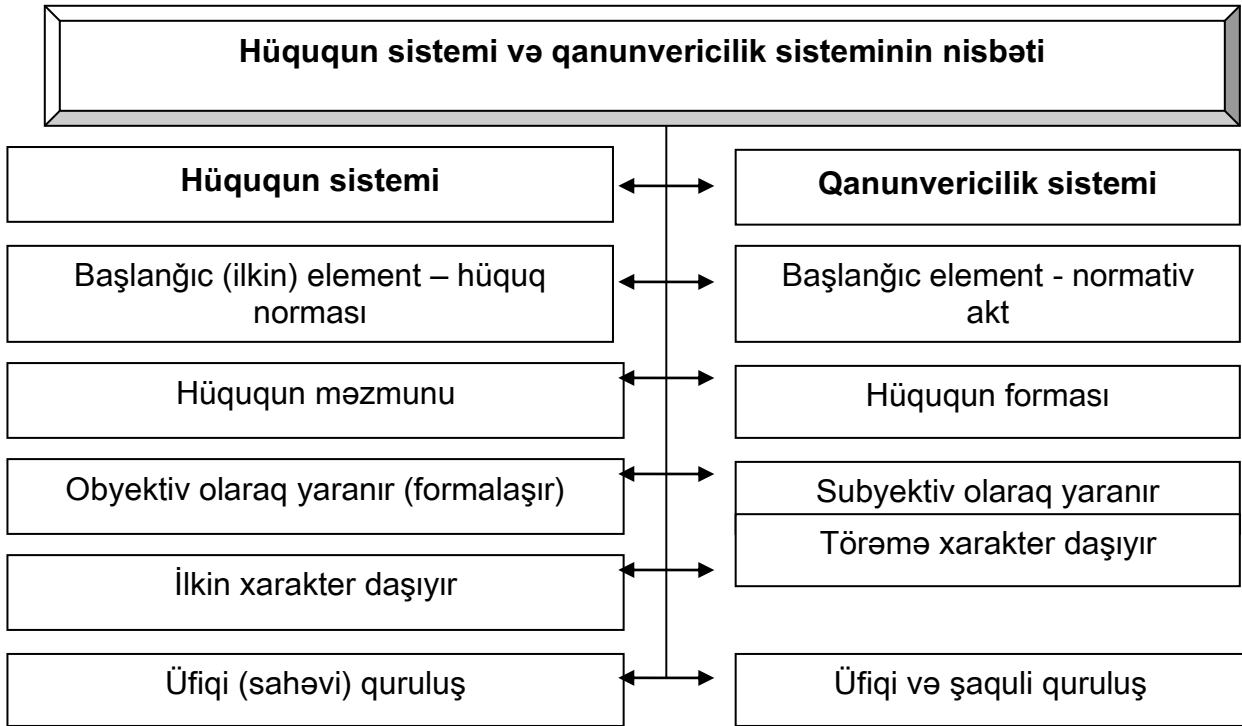 Hüququn sistemi və qanunvericilik sisteminin nisbəti
Hüququn sistemi
Qanunvericilik sistemi
Başlanğıc (ilkin) element – hüquq
norması
Başlanğıc element - normativ
akt
Hüququn məzmunu
Hüququn forması
Obyektiv olaraq yaranır (formalaşır)
Subyektiv olaraq yaranır
İlkin xarakter daşıyır
Törəmə xarakter daşıyır
Üfiqi (sahəvi) quruluş
Üfiqi və şaquli quruluş